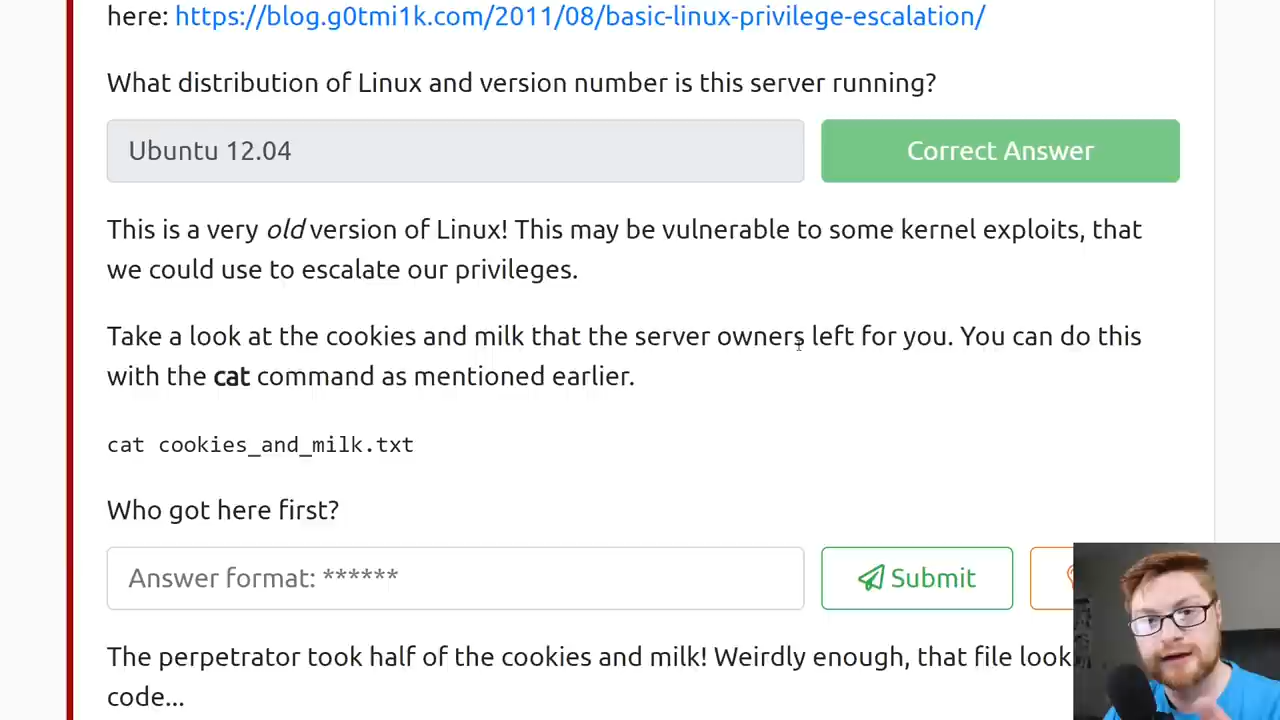 here: https://blog.g0tmi1k.com/2011/08/basic-linux-privilege-escalation/
What distribution of Linux and version number is this server running?
Ubuntu 12.04
Correct Answer
This is a very old version of Linux! This may be vulnerable to some kernel exploits, that
we could use to escalate our privileges.
Take a look at the cookies and milk that the server owners left for you. You can do this
with the cat command as mentioned earlier.
cat cookies_and_milk.txt
Who got here first?
Answer format: ******
Submit
The perpetrator took half of the cookies and milk! Weirdly enough, that file look
code...